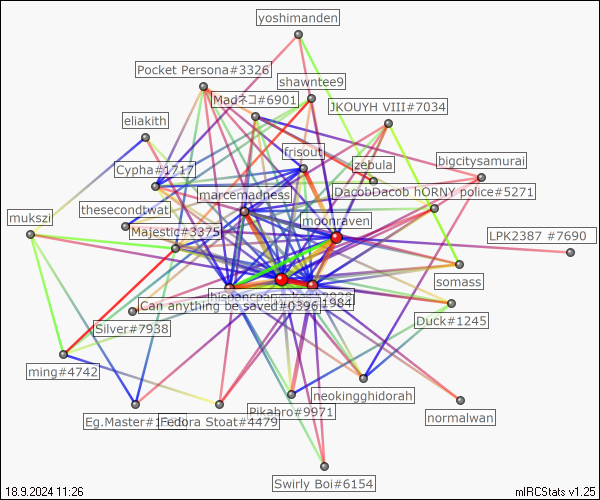 yoshimanden
Pocket Persona#3326
shawntee9
Madネコ#6901
JKOUYH VIII#7034
eliakith
frisout
zebula
bigcitysamurai
Cypha#1717
marcemadness
DacobDacob hORNY police#5271
thesecondtwat
mukszi
moonraven
Majestic#3375
LPK2387 #7690
somass
Can anything be saved#0396
1984
Duck#1245
Silver#7938
ming#4742
neokingghidorah
Eg.Master#1
Fedora Stoat#4479
Pikabro#9971
normalwan
Swirly Boi#6154
18.9.2024 11:26
mIRCStats v1.25